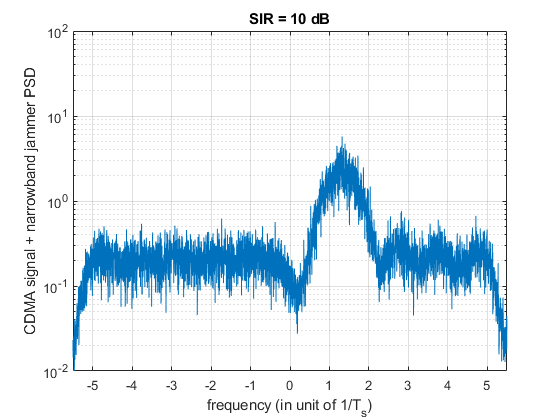 SIR = 10 dB
CDMA signal + narrowband jammer PSD
10^2
10^1
10^0
10^-1
10^-2
-5 -4 -3 -2 -1 0 1 2 3 4 5
frequency (in unit of 1/T_s)